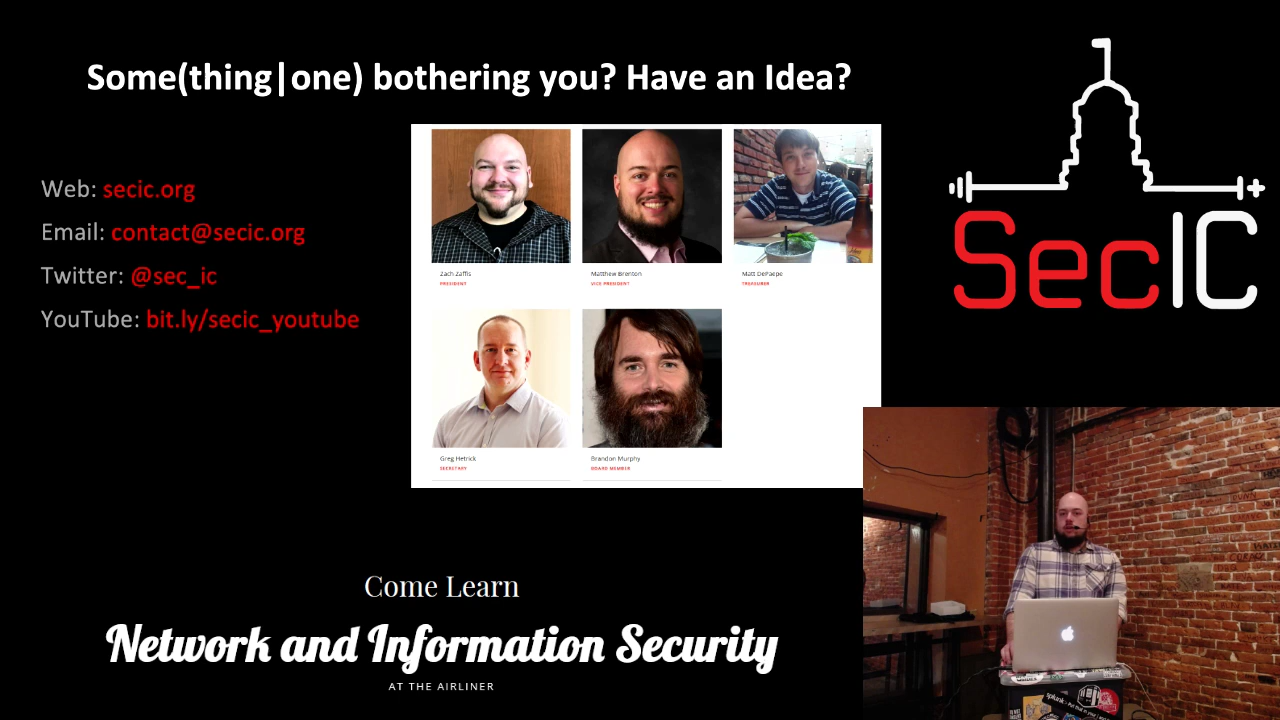 Some(thing|one) bothering you? Have an Idea?
Web: secic.org
Email: contact@secic.org
Twitter: @sec_ic
YouTube: bit.ly/secic_youtube
Zach Zaffis
PRESIDENT
Matthew Brenton
VICE PRESIDENT
Matt DePaepe
TREASURER
Greg Hetrick
SECRETARY
Brandon Murphy
BOARD MEMBER
SecIC
Come Learn
Network and Information Security
AT THE AIRLINER
splunk>